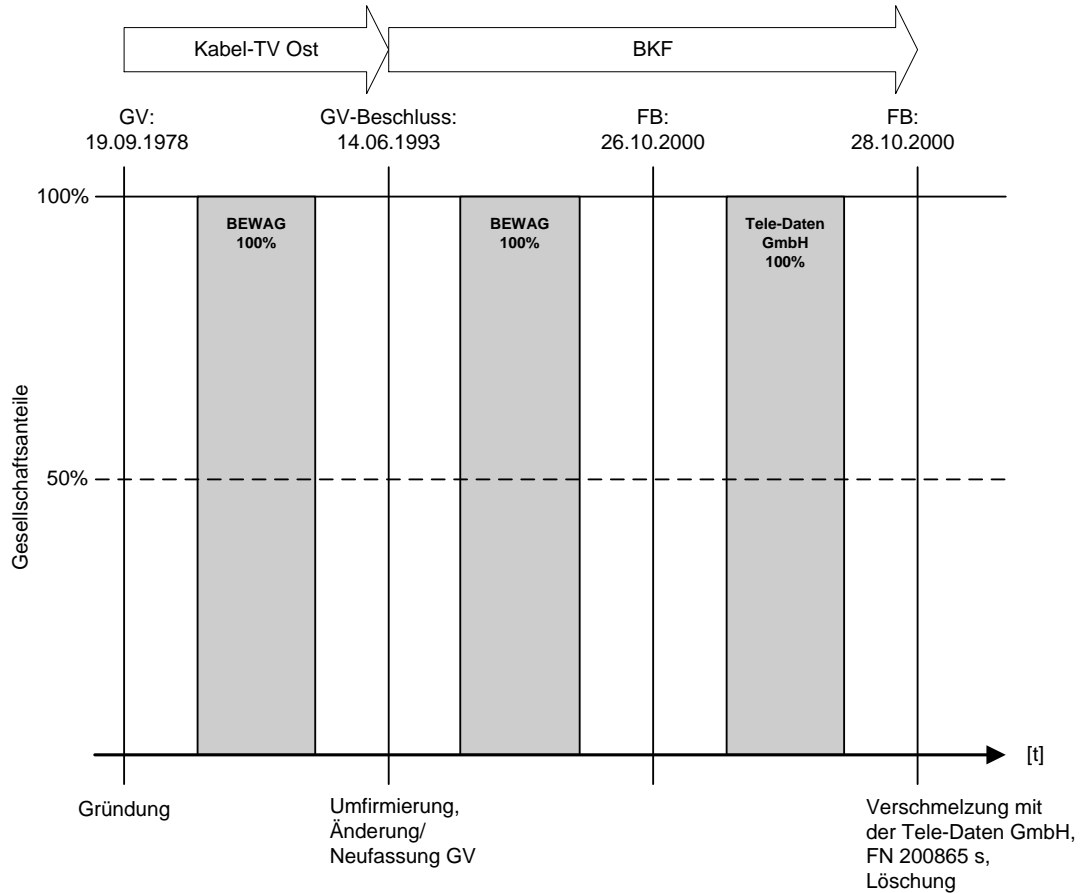 Kabel-TV Ost
BKF
GV:
19.09.1978
GV-Beschluss:
14.06.1993
FB:
26.10.2000
FB:
28.10.2000
100%
BEWAG
100%
BEWAG
100%
Tele-Daten
GmbH
100%
Gesellschaftsanteile
50%
[t]
Gründung
Umfirmierung,
Änderung/
Neufassung GV
Verschmelzung mit
der Tele-Daten GmbH,
FN 200865 s,
Löschung